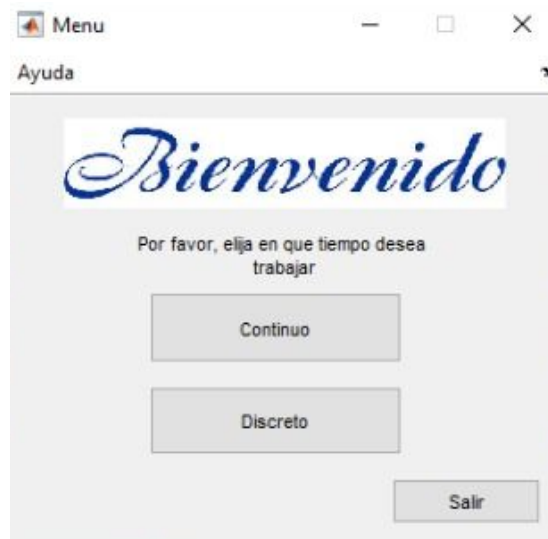 Menu
Ayuda
Bienvenido
Por favor, elija en que tiempo desea
trabajar
Continuo
Discreto
Salir